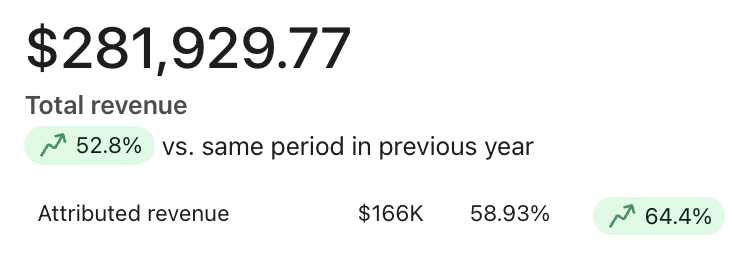 $281,929.77
Total revenue
52.8% vs. same period in previous year
Attributed revenue $166K 58.93% 64.4%